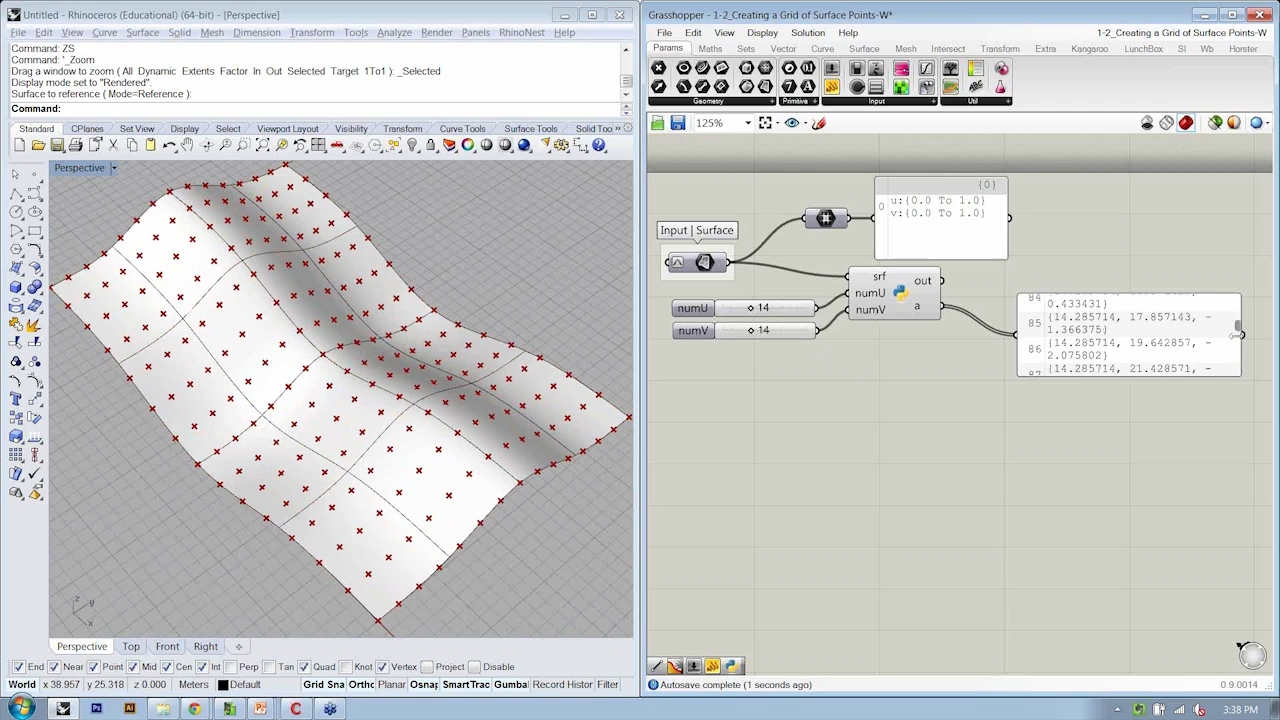 Untitled - Rhinoceros (Educational) (64-bit) - [Perspective]
File Edit View Curve Surface Solid Mesh Dimension Transform Tools Analyze Render Panels RhinoNest Help
Command: ZS
Command: '_Zoom
Drag a window to zoom ( All Dynamic Extents Factor In Out Selected Target 1To1 ): _Selected
Display mode set to "Rendered".
Surface to reference ( Mode=Reference ):
Command:
Standard CPlanes Set View Display Select Viewport Layout Visibility Transform Curve Tools Surface Tools Solid Too »
Perspective
z
y
x
Perspective Top Front Right
End Near Point Mid Cen Int Perp Tan Quad Knot Vertex Project Disable
World x 38.957 y 25.318 z 0.000 Meters Default Grid Sna Ortho Planar Osnap SmartTrac Gumba Record Histor Filter
Grasshopper - 1-2_Creating a Grid of Surface Points-W*
File Edit View Display Solution Help
1-2_Creating a Grid of Surface Points-W
Params Maths Sets Vector Curve Surface Mesh Intersect Transform Extra Kangaroo LunchBox SI Wb Horster
Geometry Primitive Input Util
125%
{0}
0 u:{0.0 To 1.0}
v:{0.0 To 1.0}
Input | Surface
srf
numU
numV
out
a
numU 14
numV 14
84
0.433431}
85 {14.285714, 17.857143, -
1.366375}
86 {14.285714, 19.642857, -
2.075802}
{14.285714, 21.428571, -
Autosave complete (1 seconds ago)
0.9.0014
3:38 PM